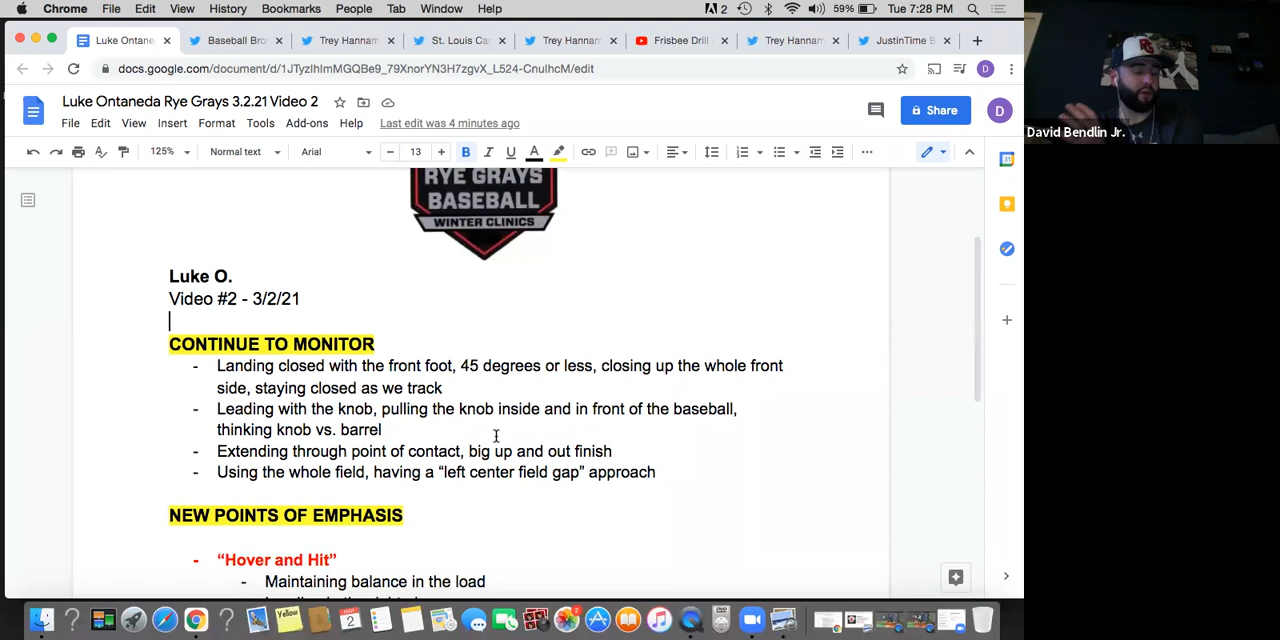 Chrome File Edit View History Bookmarks People Tab Window Help 2 59% Tue 7:28 PM
Luke Ontane Baseball Bro Trey Hannam St. Louis Ca Trey Hannam Frisbee Drill Trey Hannam JustinTime B
docs.google.com/document/d/1JTyzlhImMGQBe9_79XnorYN3H7zgvX_L524-CnulhcM/edit D
Luke Ontaneda Rye Grays 3.2.21 Video 2
Share D
David Bendlin Jr.
File Edit View Insert Format Tools Add-ons Help Last edit was 4 minutes ago
125% Normal text Arial 13 B I U A
RYE GRAYS
BASEBALL
WINTER CLINICS
Luke O.
Video #2 - 3/2/21
CONTINUE TO MONITOR
- Landing closed with the front foot, 45 degrees or less, closing up the whole front
side, staying closed as we track
- Leading with the knob, pulling the knob inside and in front of the baseball,
thinking knob vs. barrel
- Extending through point of contact, big up and out finish
- Using the whole field, having a “left center field gap” approach
NEW POINTS OF EMPHASIS
- “Hover and Hit”
- Maintaining balance in the load